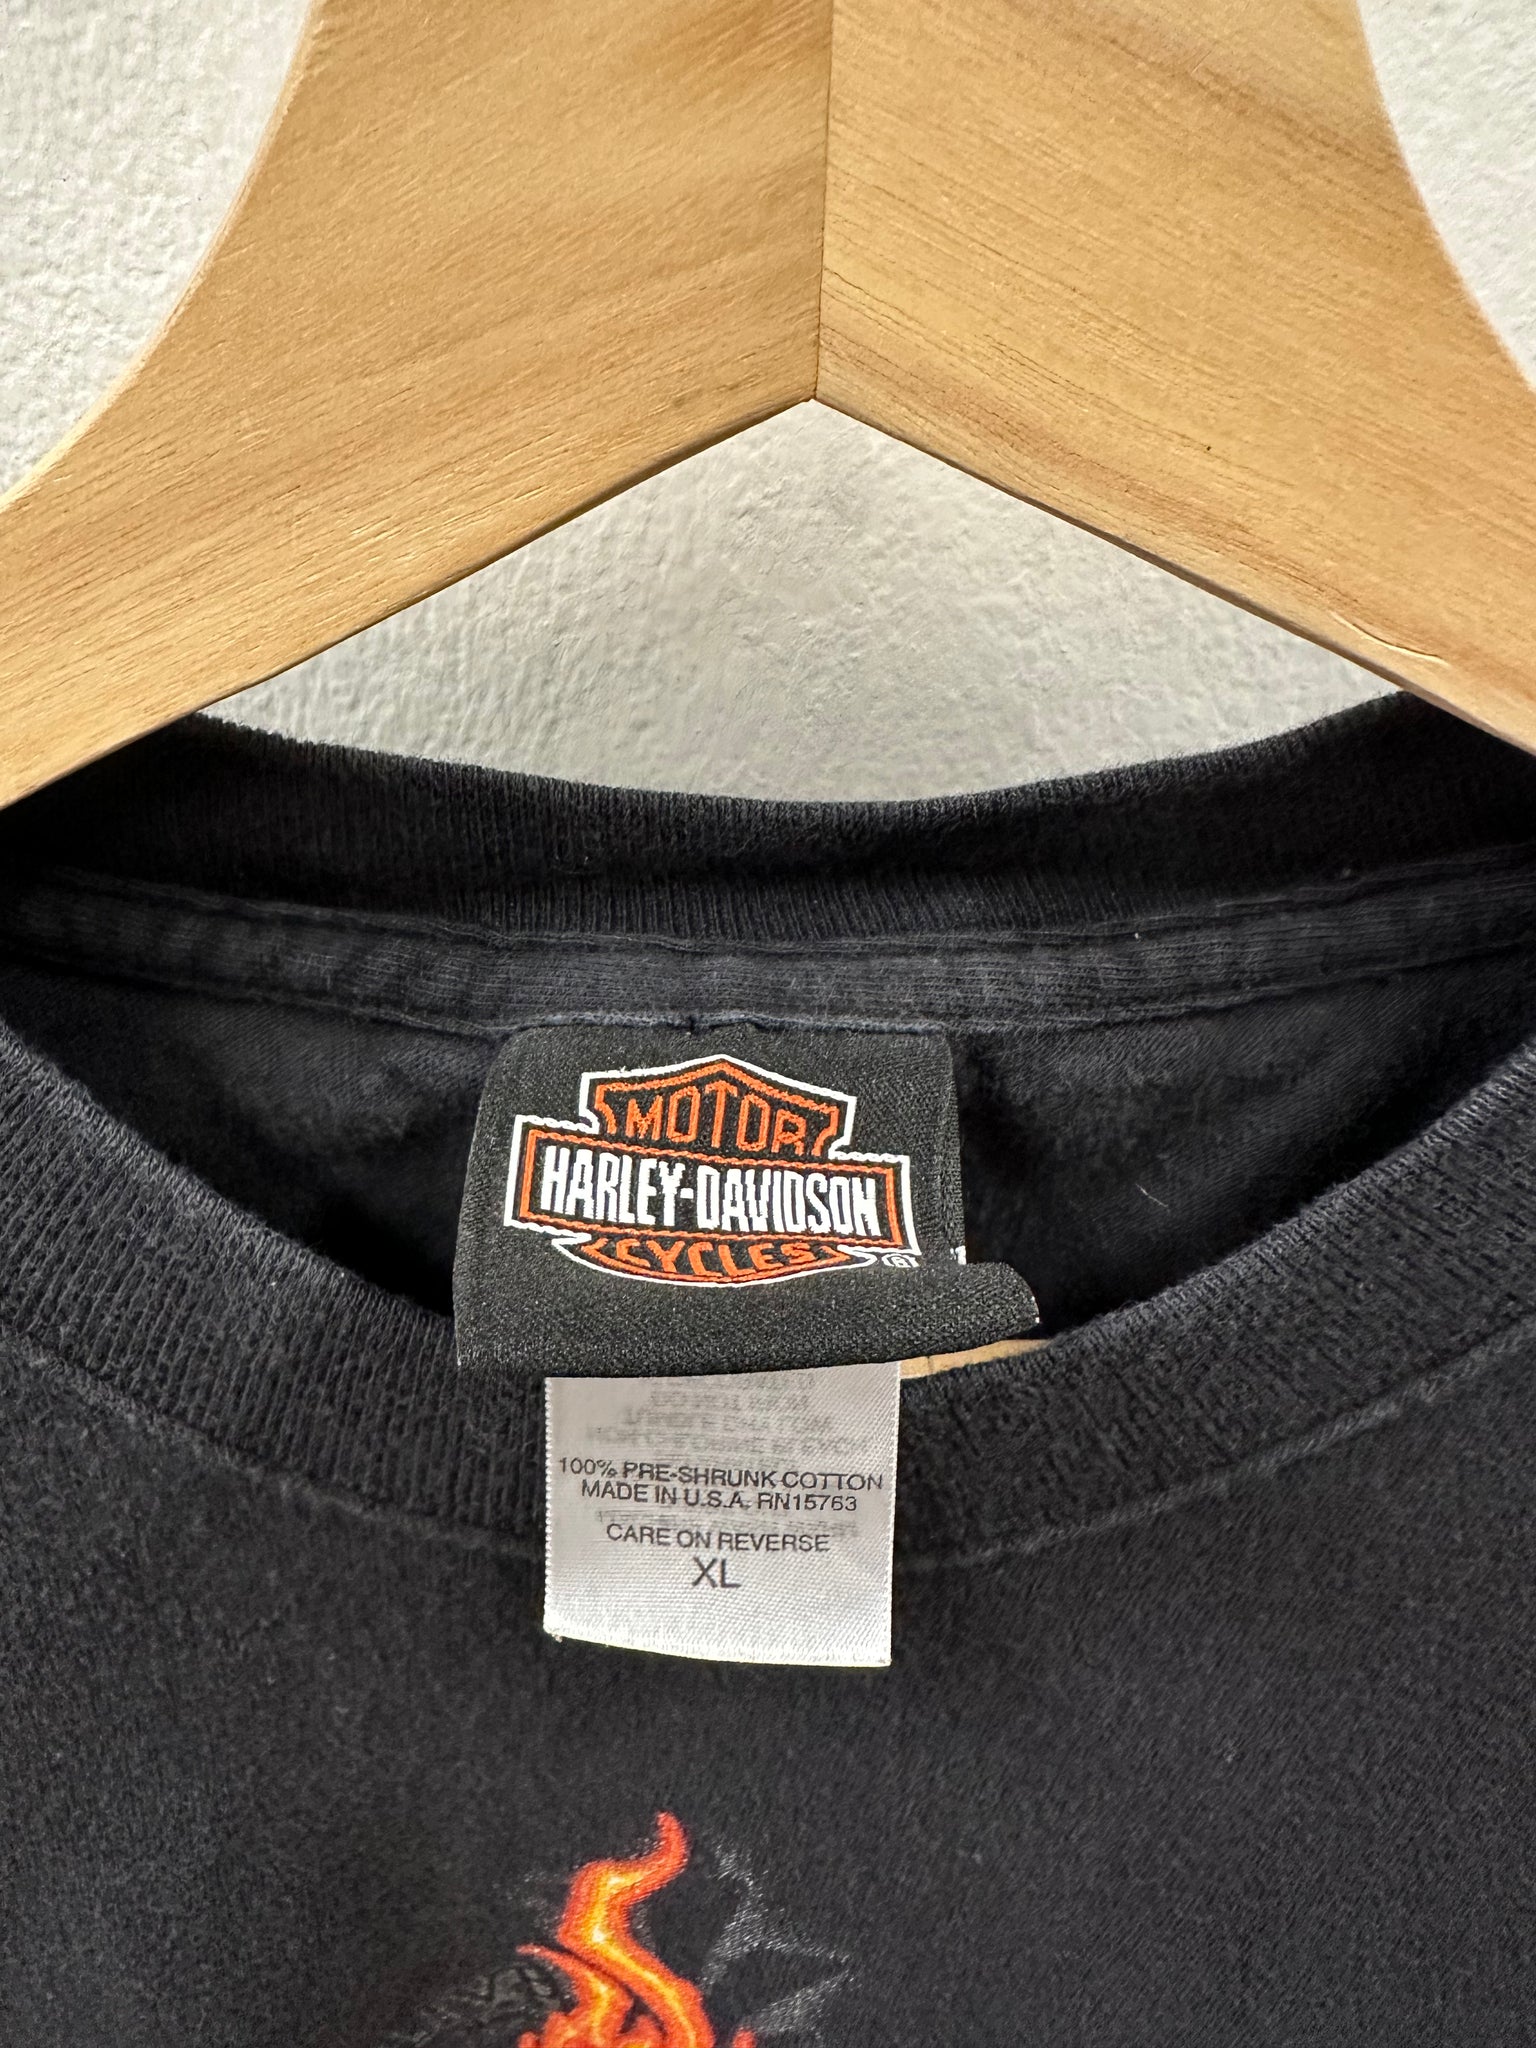 MOTOR
HARLEY-DAVIDSON
CYCLES
®
100% PRE-SHRUNK COTTON
MADE IN U.S.A. RN15763
CARE ON REVERSE
XL